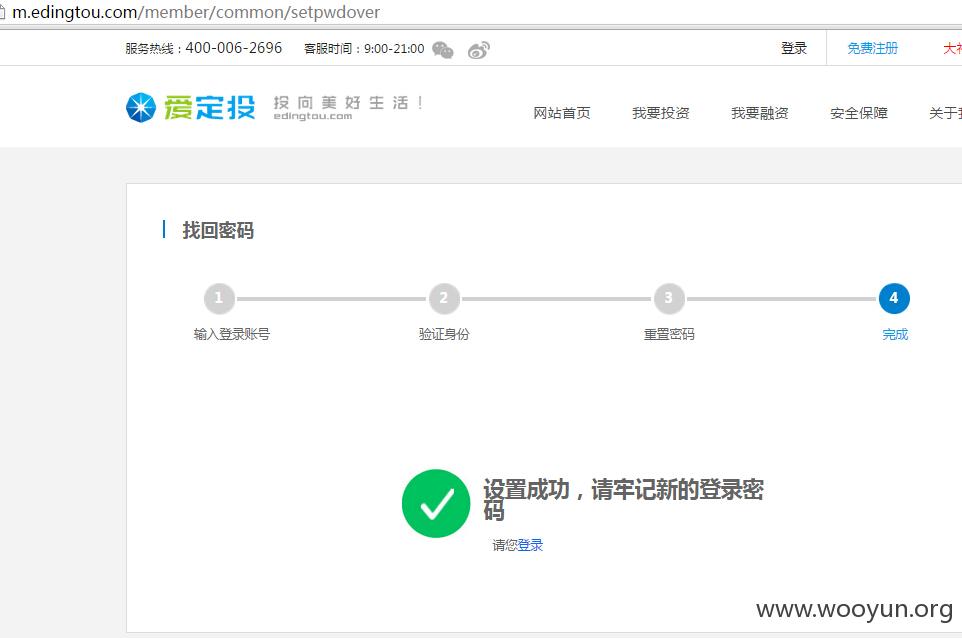 m.edingtou.com/member/common/setpwdover
服务热线：400-006-2696 客服时间：9:00-21:00 登录 免费注册 大神
爱定投 投向美好生活！
edingtou.com
网站首页 我要投资 我要融资 安全保障 关于
找回密码
1 2 3 4
输入登录账号 验证身份 重置密码 完成
设置成功，请牢记新的登录密
码
请您登录
www.wooyun.org